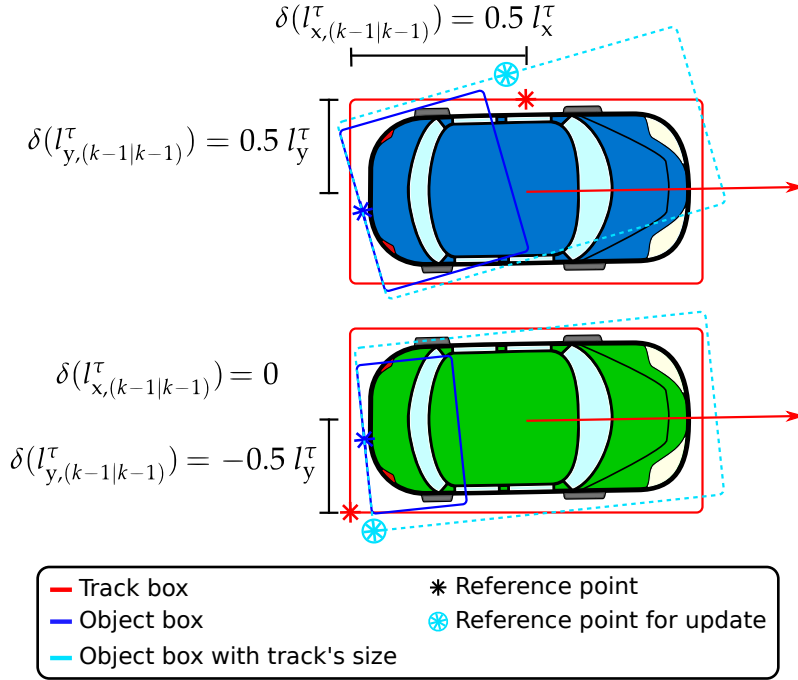 δ(l^τ_{x,(k−1|k−1)}) = 0.5 l^τ_x
δ(l^τ_{y,(k−1|k−1)}) = 0.5 l^τ_y
δ(l^τ_{x,(k−1|k−1)}) = 0
δ(l^τ_{y,(k−1|k−1)}) = −0.5 l^τ_y
Track box
Object box
Object box with track's size
Reference point
Reference point for update